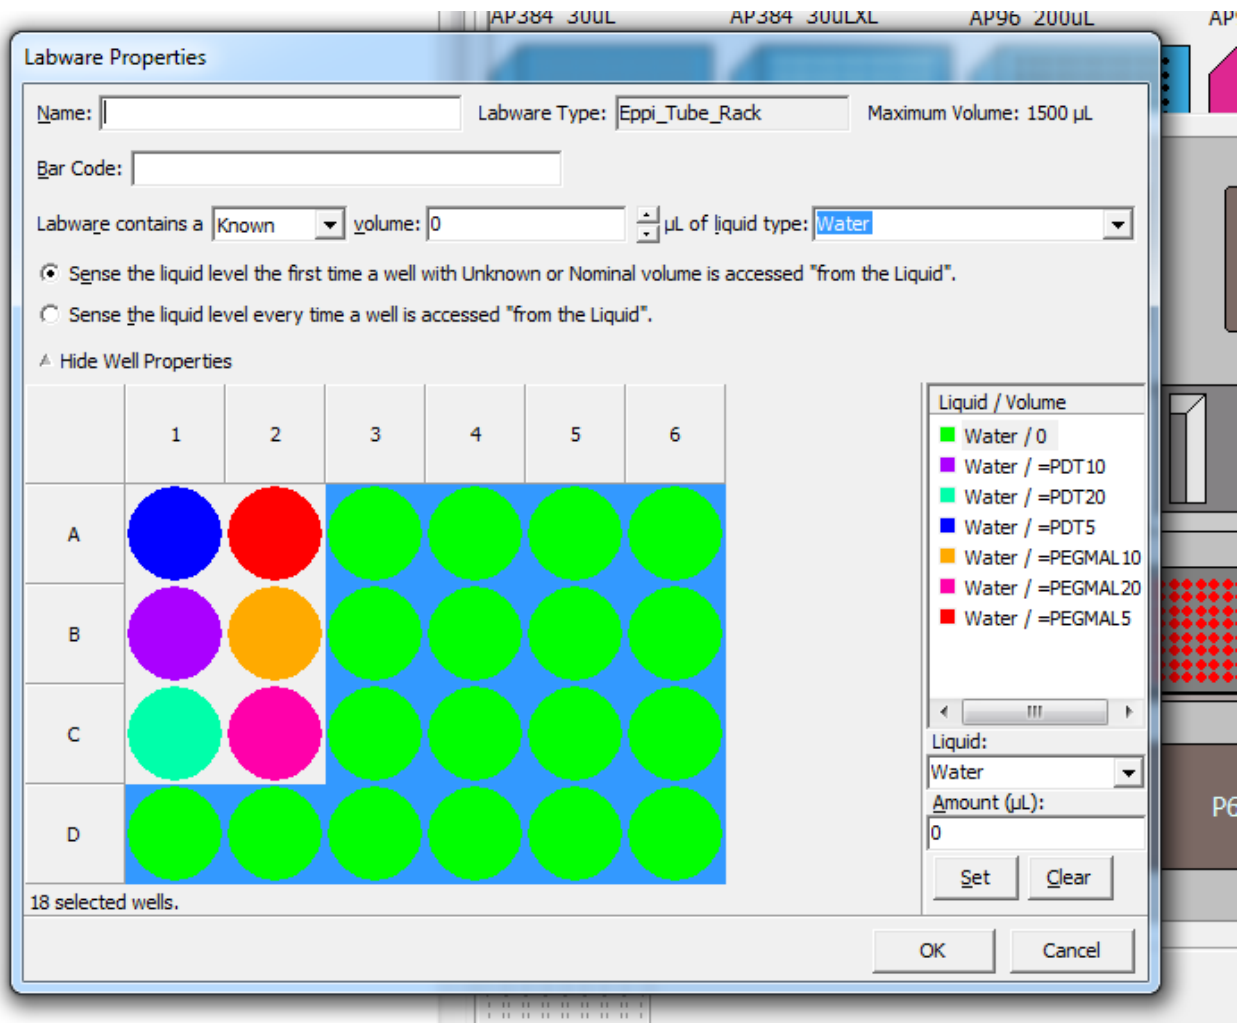 AP384 30uL AP384 30uLXL AP96 200uL
Labware Properties
Name: Labware Type: Eppi_Tube_Rack Maximum Volume: 1500 µL
Bar Code:
Labware contains a Known volume: 0 µL of liquid type: Water
Sense the liquid level the first time a well with Unknown or Nominal volume is accessed "from the Liquid".
Sense the liquid level every time a well is accessed "from the Liquid".
Hide Well Properties
1 2 3 4 5 6
A
B
C
D
18 selected wells.
Liquid / Volume
Water / 0
Water / =PDT10
Water / =PDT20
Water / =PDT5
Water / =PEGMAL10
Water / =PEGMAL20
Water / =PEGMAL5
Liquid:
Water
Amount (µL):
0
Set Clear
OK Cancel